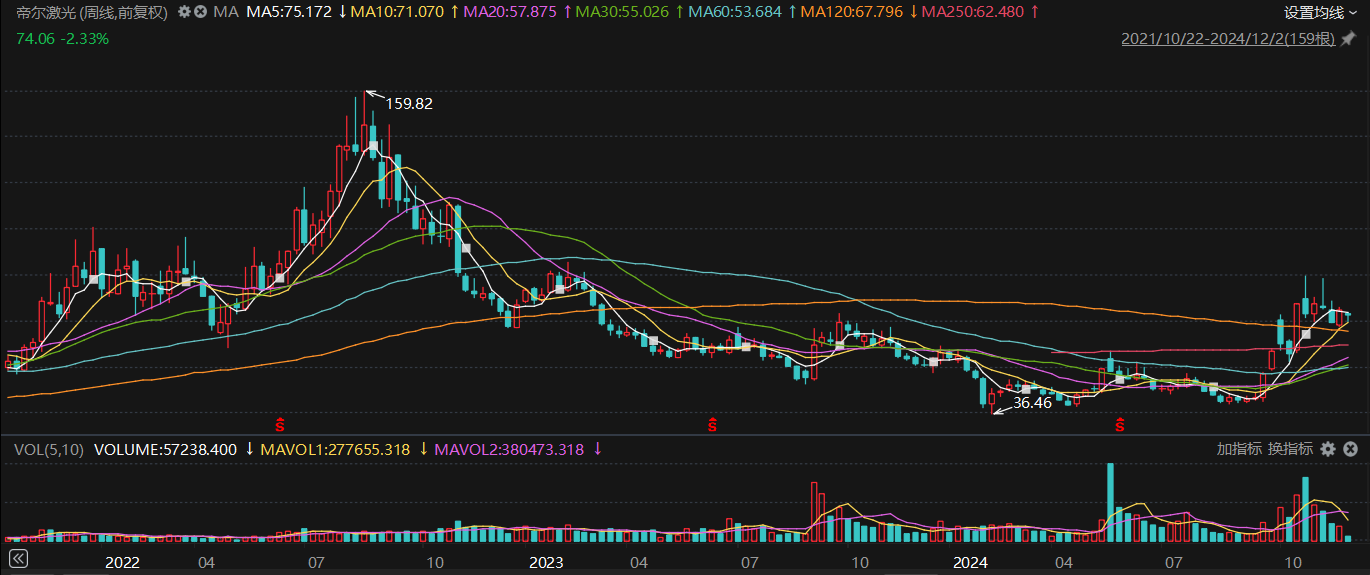 帝尔激光 (周线,前复权) MA MA5:75.172 ↓ MA10:71.070 ↑ MA20:57.875 ↑ MA30:55.026 ↑ MA60:53.684 ↑ MA120:67.796 ↓ MA250:62.480 ↑ 设置均线
74.06 -2.33% 2021/10/22-2024/12/2(159根)
159.82
36.46
S S S
VOL(5,10) VOLUME:57238.400 ↓ MAVOL1:277655.318 ↓ MAVOL2:380473.318 ↓ 加指标 换指标
2022 04 07 10 2023 04 07 10 2024 04 07 10